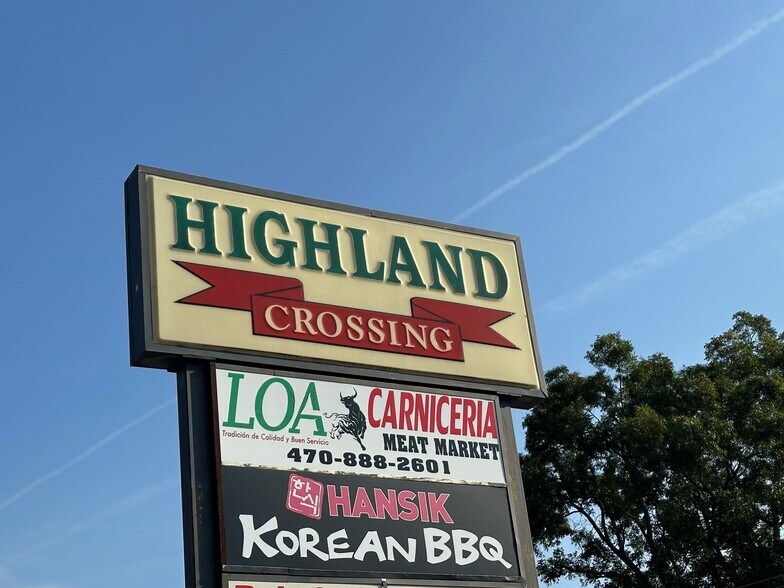 HIGHLAND
CROSSING
LOA CARNICERIA
Tradición de Calidad y Buen Servicio
MEAT MARKET
470-888-2601
한식 HANSIK
KOREAN BBQ